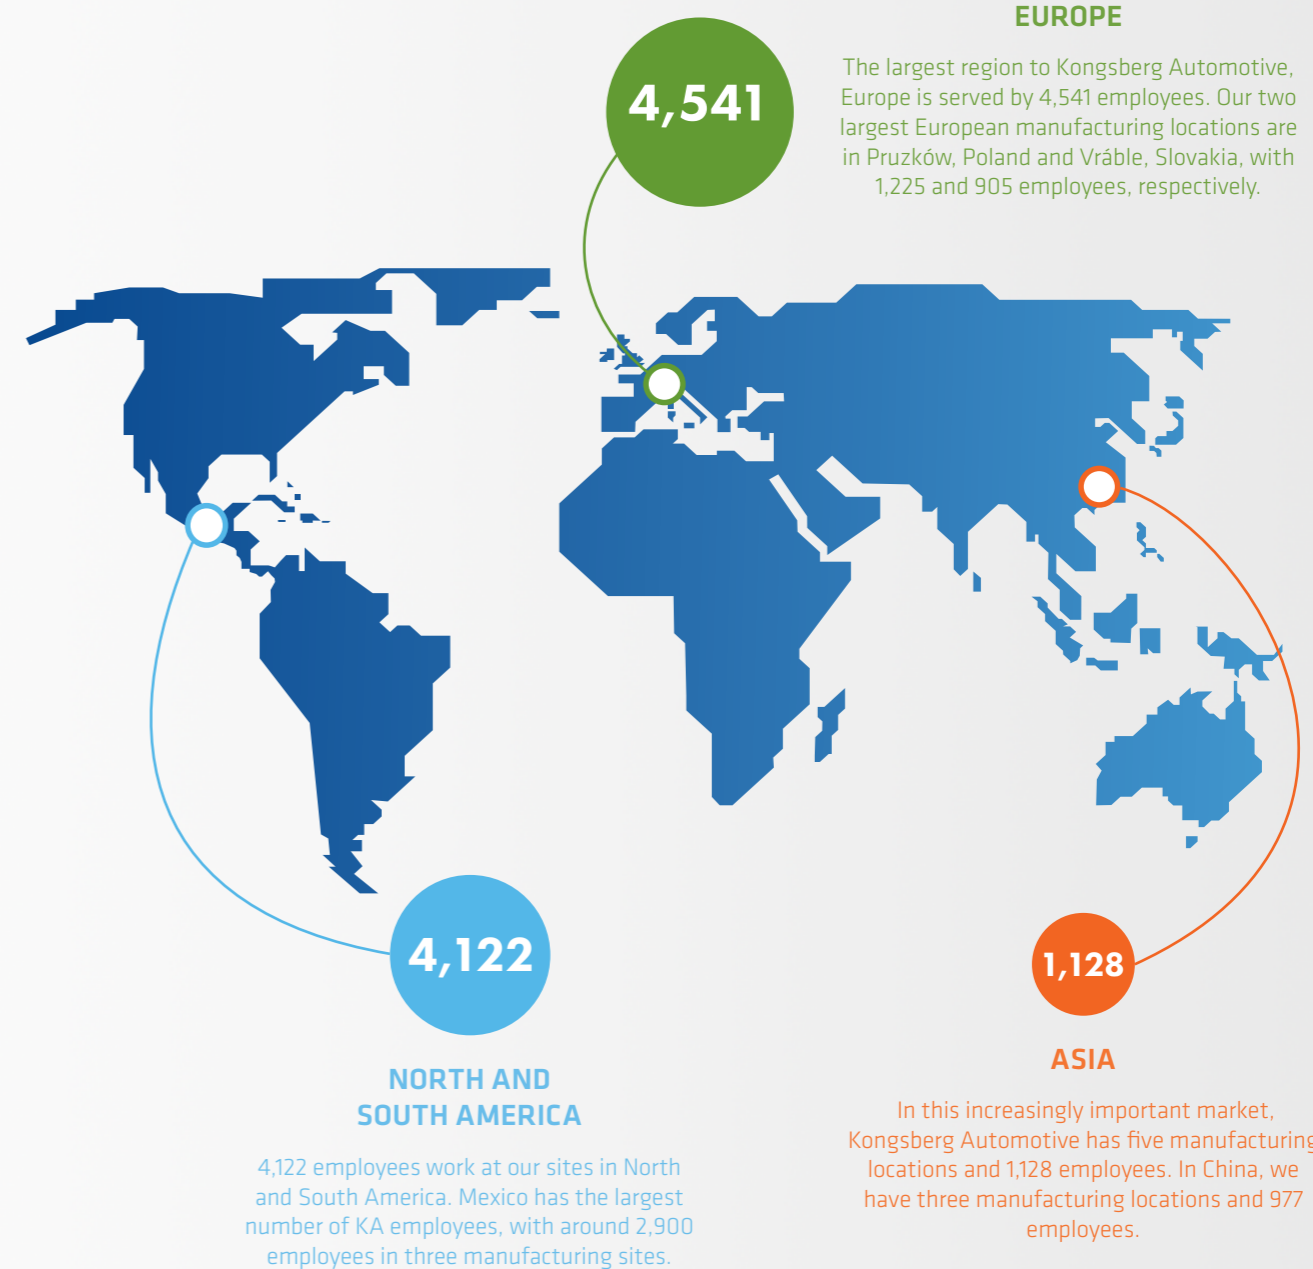 EUROPE
4,541
The largest region to Kongsberg Automotive,
Europe is served by 4,541 employees. Our two
largest European manufacturing locations are
in Pruzków, Poland and Vráble, Slovakia, with
1,225 and 905 employees, respectively.
4,122
NORTH AND
SOUTH AMERICA
4,122 employees work at our sites in North
and South America. Mexico has the largest
number of KA employees, with around 2,900
employees in three manufacturing sites.
1,128
ASIA
In this increasingly important market,
Kongsberg Automotive has five manufacturing
locations and 1,128 employees. In China, we
have three manufacturing locations and 977
employees.